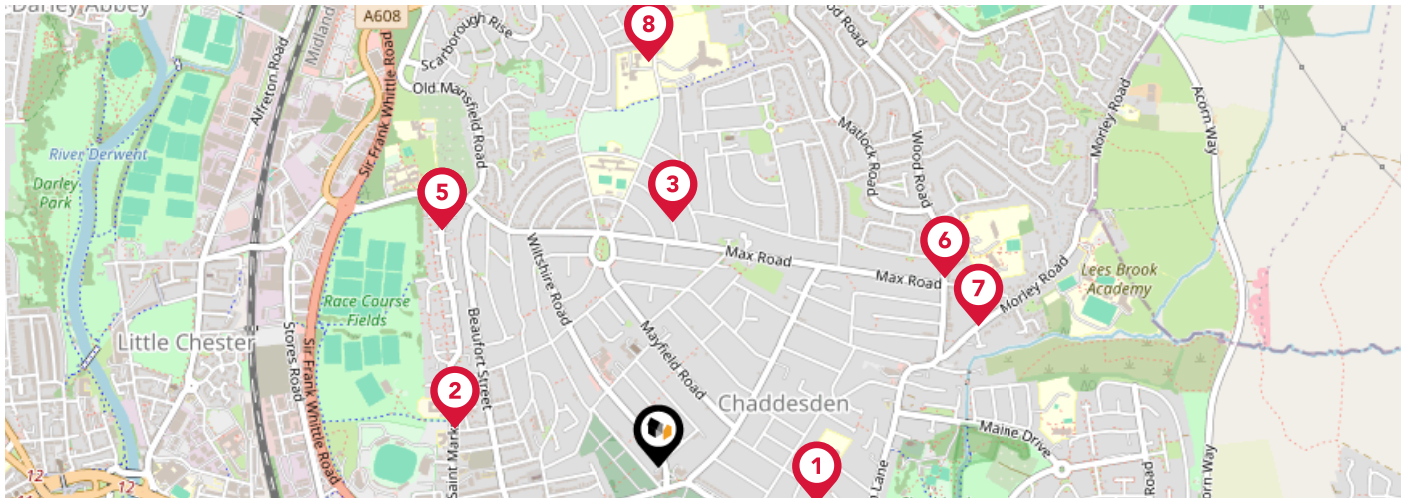 Darley Abbey
A608
8
Midland
Scarborough Rise
Wood Road
Alfreton Road
Sir Frank Whittle Road
Old Mansfield Road
Acorn Way
Morley Road
River Derwent
Matlock Road
Wood Road
Darley
Park
5
3
6
Max Road
Max Road
7
Lees Brook
Academy
Morley Road
Wiltshire Road
Race Course
Fields
Little Chester
Stores Road
Beaufort Street
Mayfield Road
Sir Frank Whittle Road
2
Chaddesden
Maine Drive
1
Saint Mark
Lane
Road
orn Way
12
12